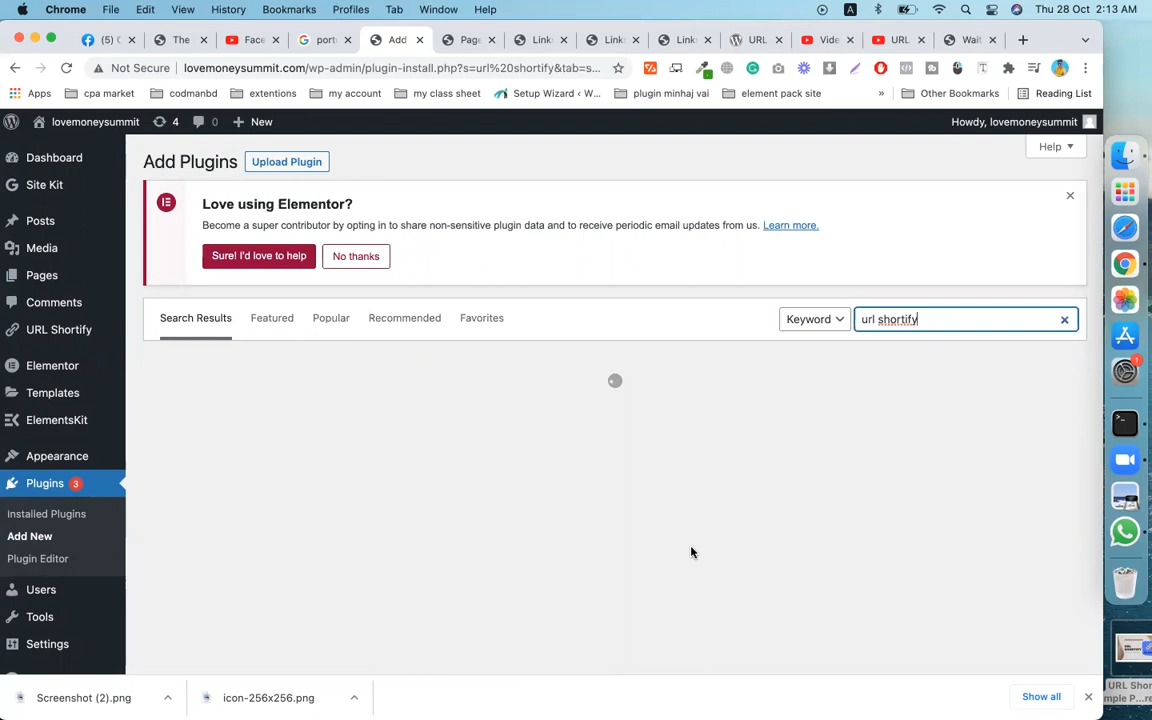 Chrome File Edit View History Bookmarks Profiles Tab Window Help A Thu 28 Oct 2:13 AM
(5) The Face port Add Page Link Link Link URL Vide URL Wait
Not Secure | lovemoneysummit.com/wp-admin/plugin-install.php?s=url%20shortify&tab=s...
Apps cpa market codmanbd extentions my account my class sheet Setup Wizard ‹ W... plugin minhaj vai element pack site » Other Bookmarks Reading List
lovemoneysummit 4 0 New Howdy, lovemoneysummit
Help
Dashboard
Site Kit
Posts
Media
Pages
Comments
URL Shortify
Elementor
Templates
ElementsKit
Appearance
Plugins 3
Installed Plugins
Add New
Plugin Editor
Users
Tools
Settings
Add Plugins Upload Plugin
Love using Elementor?
Become a super contributor by opting in to share non-sensitive plugin data and to receive periodic email updates from us. Learn more.
Sure! I'd love to help No thanks
Search Results Featured Popular Recommended Favorites Keyword url shortify
1
Screenshot (2).png icon-256x256.png Show all
URL Shor
mple P...re